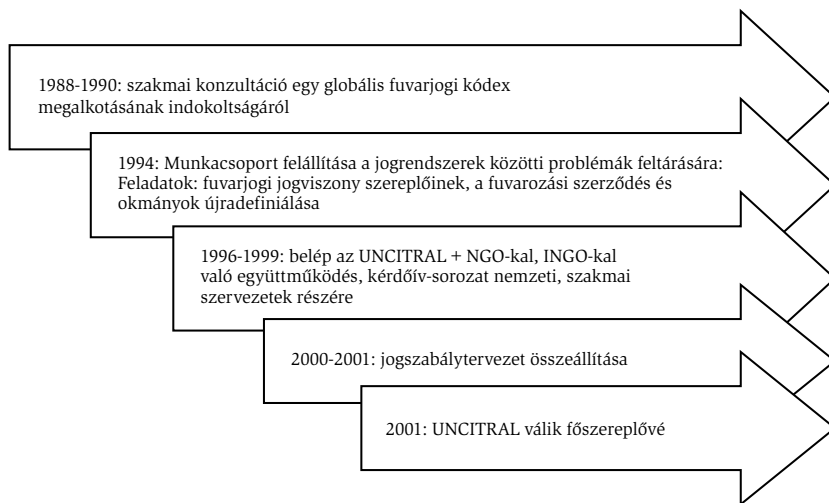 1988-1990: szakmai konzultáció egy globális fuvarjogi kódex
megalkotásának indokoltságáról
1994: Munkacsoport felállítása a jogrendszerek közötti problémák feltárására:
Feladatok: fuvarjogi jogviszony szereplőinek, a fuvarozási szerződés és
okmányok újradefiniálása
1996-1999: belép az UNCITRAL + NGO-kal, INGO-kal
való együttműködés, kérdőív-sorozat nemzeti, szakmai
szervezetek részére
2000-2001: jogszabálytervezet összeállítása
2001: UNCITRAL válik főszereplővé